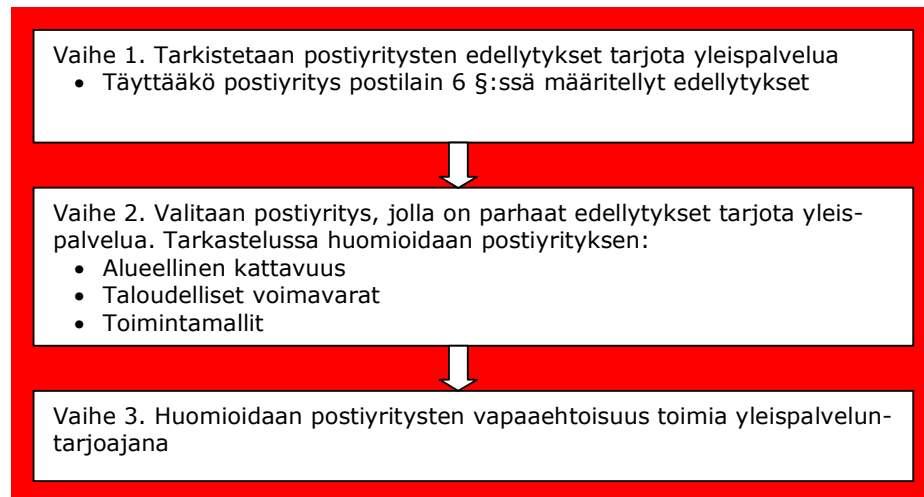 Vaihe 1. Tarkistetaan postiyritysten edellytykset tarjota yleispalvelua
• Täyttääkö postiyritys postilain 6 §:ssä määritellyt edellytykset
Vaihe 2. Valitaan postiyritys, jolla on parhaat edellytykset tarjota yleis-
palvelua. Tarkastelussa huomioidaan postiyrityksen:
• Alueellinen kattavuus
• Taloudelliset voimavarat
• Toimintamallit
Vaihe 3. Huomioidaan postiyritysten vapaaehtoisuus toimia yleispalvelun-
tarjoajana